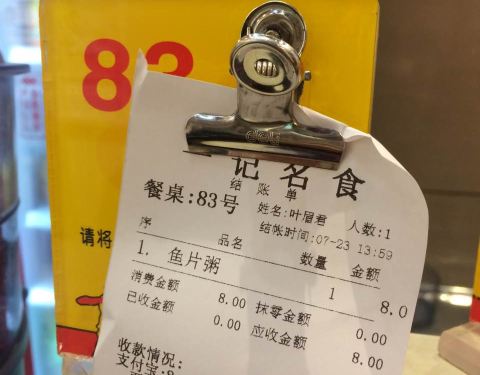 83
deli
记名食
结账单
餐桌:83号
姓名:叶眉君 人数:1
结帐时间:07-23 13:59
请将
序 品名 数量 金额
1. 鱼片粥 1 8.0
消费金额 8.00 抹零金额 0.00
已收金额 0.00 应收金额 8.00
收款情况:
支付宝:8